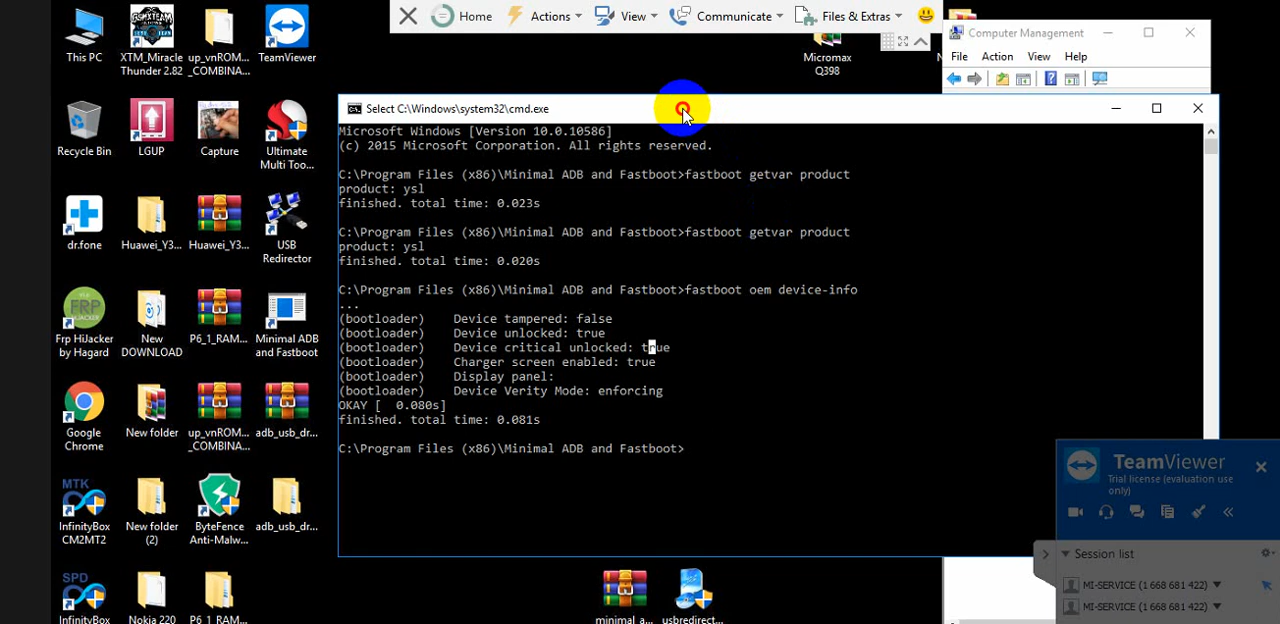 Home
Actions
View
Communicate
Files & Extras
This PC
XTM_Miracle
Thunder 2.82
up_vnROM...
_COMBINA...
TeamViewer
Micromax
Q398
Computer Management
File
Action
View
Help
Recycle Bin
LGUP
Capture
Ultimate
Multi Too...
dr.fone
Huawei_Y3...
Huawei_Y3...
USB
Redirector
FRP
Frp HiJacker
by Hagard
New
DOWNLOAD
P6_1_RAM...
Minimal ADB
and Fastboot
Google
Chrome
New folder
up_vnROM...
_COMBINA...
adb_usb_dr...
MTK
InfinityBox
CM2MT2
New folder
(2)
ByteFence
Anti-Malw...
adb_usb_dr...
SPD
InfinityBox
Nokia 220
P6_1_RAM...
minimal_a...
usbredirect...
Select C:\Windows\system32\cmd.exe
Microsoft Windows [Version 10.0.10586]
(c) 2015 Microsoft Corporation. All rights reserved.
C:\Program Files (x86)\Minimal ADB and Fastboot>fastboot getvar product
product: ysl
finished. total time: 0.023s
C:\Program Files (x86)\Minimal ADB and Fastboot>fastboot getvar product
product: ysl
finished. total time: 0.020s
C:\Program Files (x86)\Minimal ADB and Fastboot>fastboot oem device-info
...
(bootloader) Device tampered: false
(bootloader) Device unlocked: true
(bootloader) Device critical unlocked: true
(bootloader) Charger screen enabled: true
(bootloader) Display panel:
(bootloader) Device Verity Mode: enforcing
OKAY [ 0.080s]
finished. total time: 0.081s
C:\Program Files (x86)\Minimal ADB and Fastboot>
TeamViewer
Trial license (evaluation use
only)
Session list
MI-SERVICE (1 668 681 422)
MI-SERVICE (1 668 681 422)